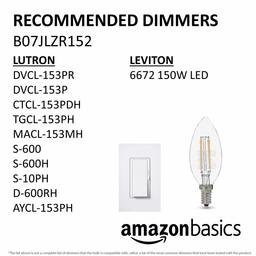 RECOMMENDED DIMMERS
B07JLZR152
LUTRON
DVCL-153PR
DVCL-153P
CTCL-153PDH
TGCL-153PH
MACL-153MH
S-600
S-600H
S-10PH
D-600RH
AYCL-153PH
LEVITON
6672 150W LED
amazonbasics